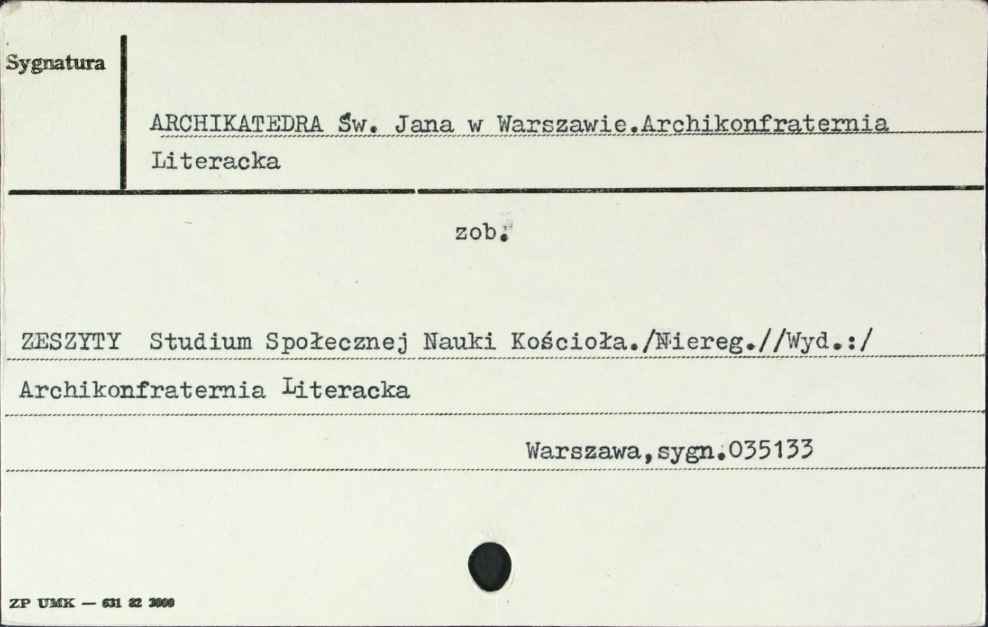 Sygnatura
ARCHIKATEDRA Św. Jana w Warszawie.Archikonfraternia
Literacka
zob.
ZESZYTY Studium Społecznej Nauki Kościoła./Niereg.//Wyd.:/
Archikonfraternia Literacka
Warszawa,sygn.035133
ZP UMK — 631 82 3000